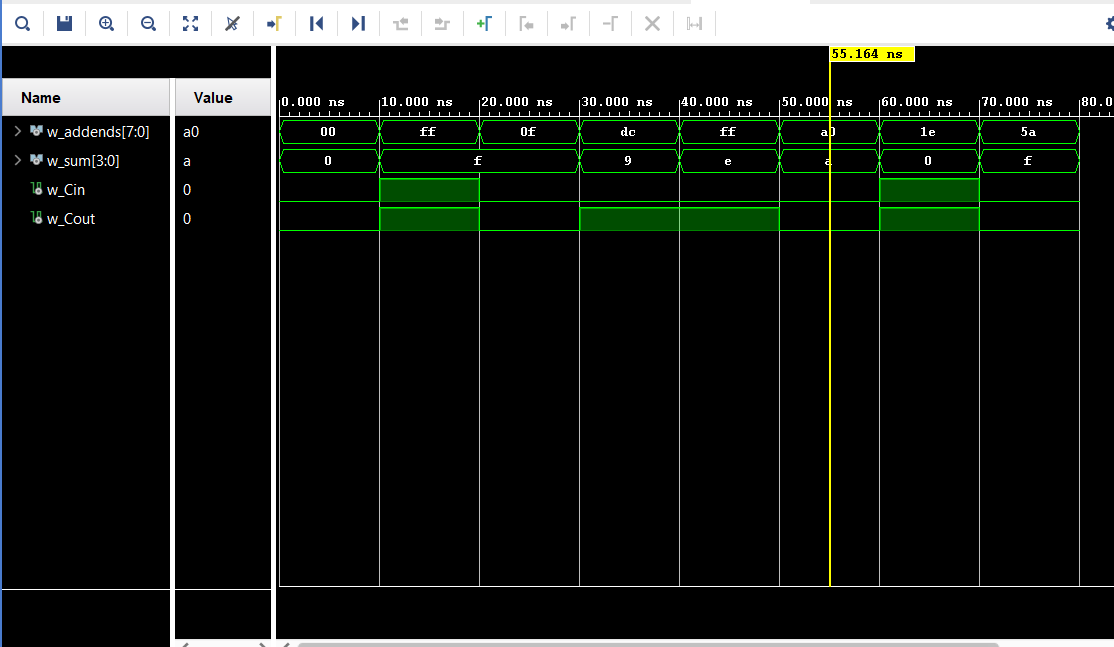 55.164 ns
Name Value
0.000 ns 10.000 ns 20.000 ns 30.000 ns 40.000 ns 50.000 ns 60.000 ns 70.000 ns 80.0
w_addends[7:0] a0 00 ff 0f dc ff a0 1e 5a
w_sum[3:0] a 0 f 9 e a 0 f
w_Cin 0
w_Cout 0